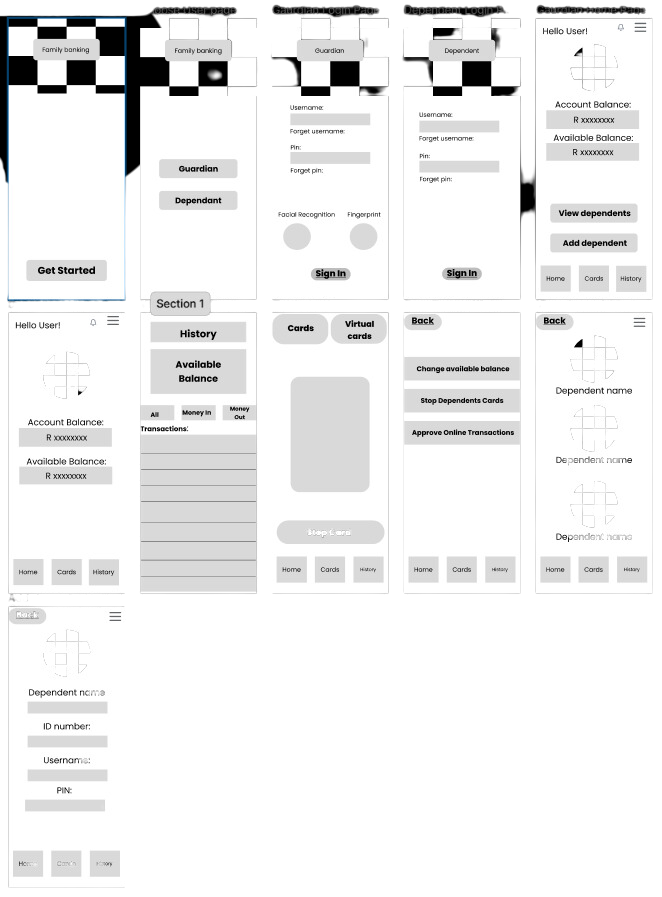 Choose User page
Guardian Login Page
Dependent Login P...
Guardian Home Page
Family banking
Get Started
Family banking
Guardian
Dependant
Guardian
Username:
Forget username:
Pin:
Forget pin:
Facial Recognition
Fingerprint
Sign In
Dependent
Username:
Forget username:
Pin:
Forget pin:
Sign In
Hello User!
Account Balance:
R xxxxxxxx
Available Balance:
R xxxxxxxx
View dependents
Add dependent
Home
Cards
History
Hello User!
Account Balance:
R xxxxxxxx
Available Balance:
R xxxxxxxx
Home
Cards
History
Section 1
History
Available
Balance
All
Money In
Money
Out
Transactions:
Cards
Virtual
cards
Stop Card
Home
Cards
History
Back
Change available balance
Stop Dependents Cards
Approve Online Transactions
Home
Cards
History
Back
Dependent name
Dependent name
Dependent name
Home
Cards
History
Back
Dependent name
ID number:
Username:
PIN:
Home
Cards
History